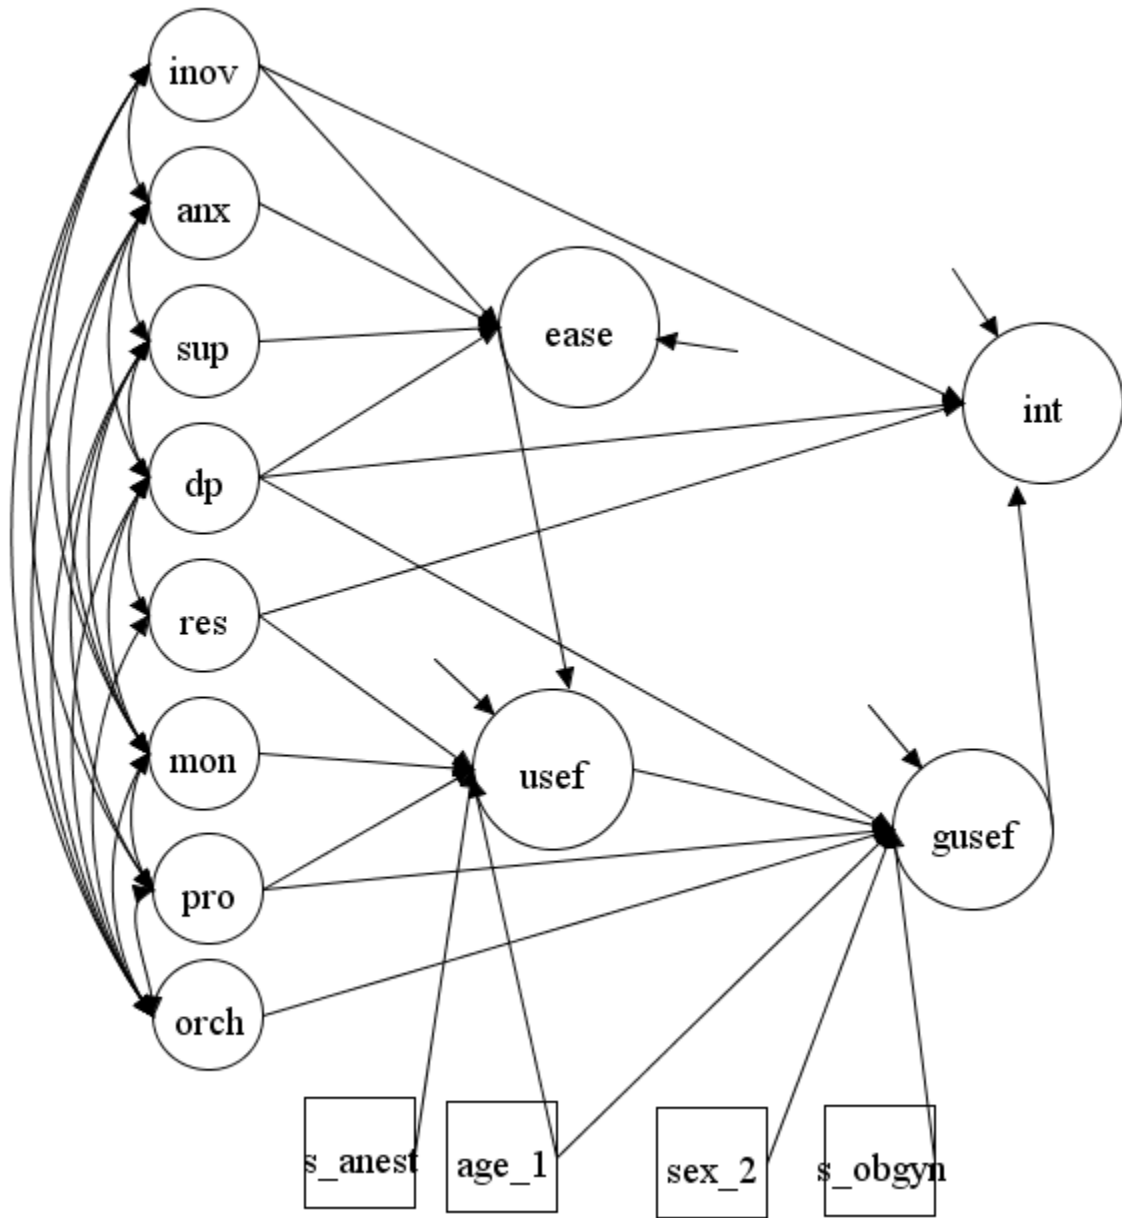 inov
anx
sup
dp
res
mon
pro
orch
ease
int
usef
gusef
s_anest
age_1
sex_2
s_obgyn